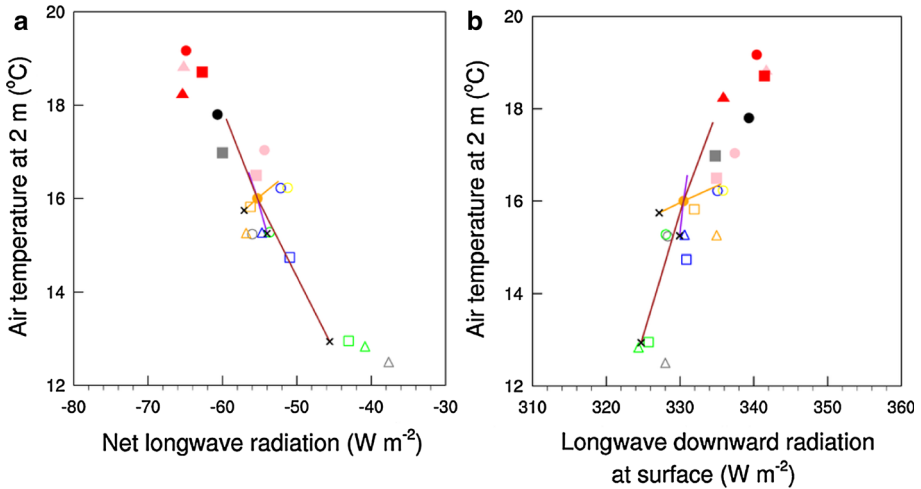 a
20
18
16
14
12
Air temperature at 2 m (°C)
-80 -70 -60 -50 -40 -30
Net longwave radiation (W m-2)
b
20
18
16
14
12
Air temperature at 2 m (°C)
310 320 330 340 350 360
Longwave downward radiation
at surface (W m-2)